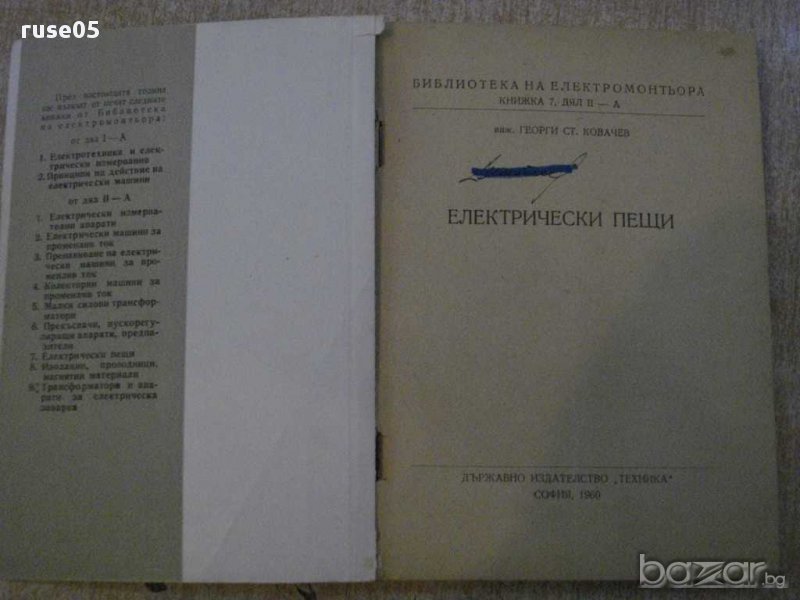 ruse05
През настоящата година
ще излязат от печат следните
книжки от Библиотека
на електромонтьора:
от дял I — А
1. Електротехника и елек-
трически измервания
2. Принципи на действие на
електрически машини
от дял II — А
1. Електрически измерва-
телни апарати
2. Електрически машини за
променлив ток
3. Пренавиване на електри-
чески машини за про-
менлив ток
4. Колекторни машини за
променлив ток
5. Малки силови трансфор-
матори
6. Прекъсвачи, пускорегу-
лиращи апарати, предпа-
зители
7. Електрически пещи
8. Изолации, проводници,
магнитни материали
9. Трансформатори и апа-
рати за електрическа
заварка
БИБЛИОТЕКА НА ЕЛЕКТРОМОНТЬОРА
КНИЖКА 7, ДЯЛ II — А
инж. ГЕОРГИ СТ. КОВАЧЕВ
ЕЛЕКТРИЧЕСКИ ПЕЩИ
ДЪРЖАВНО ИЗДАТЕЛСТВО „ТЕХНИКА"
СОФИЯ, 1960
bazar.bg